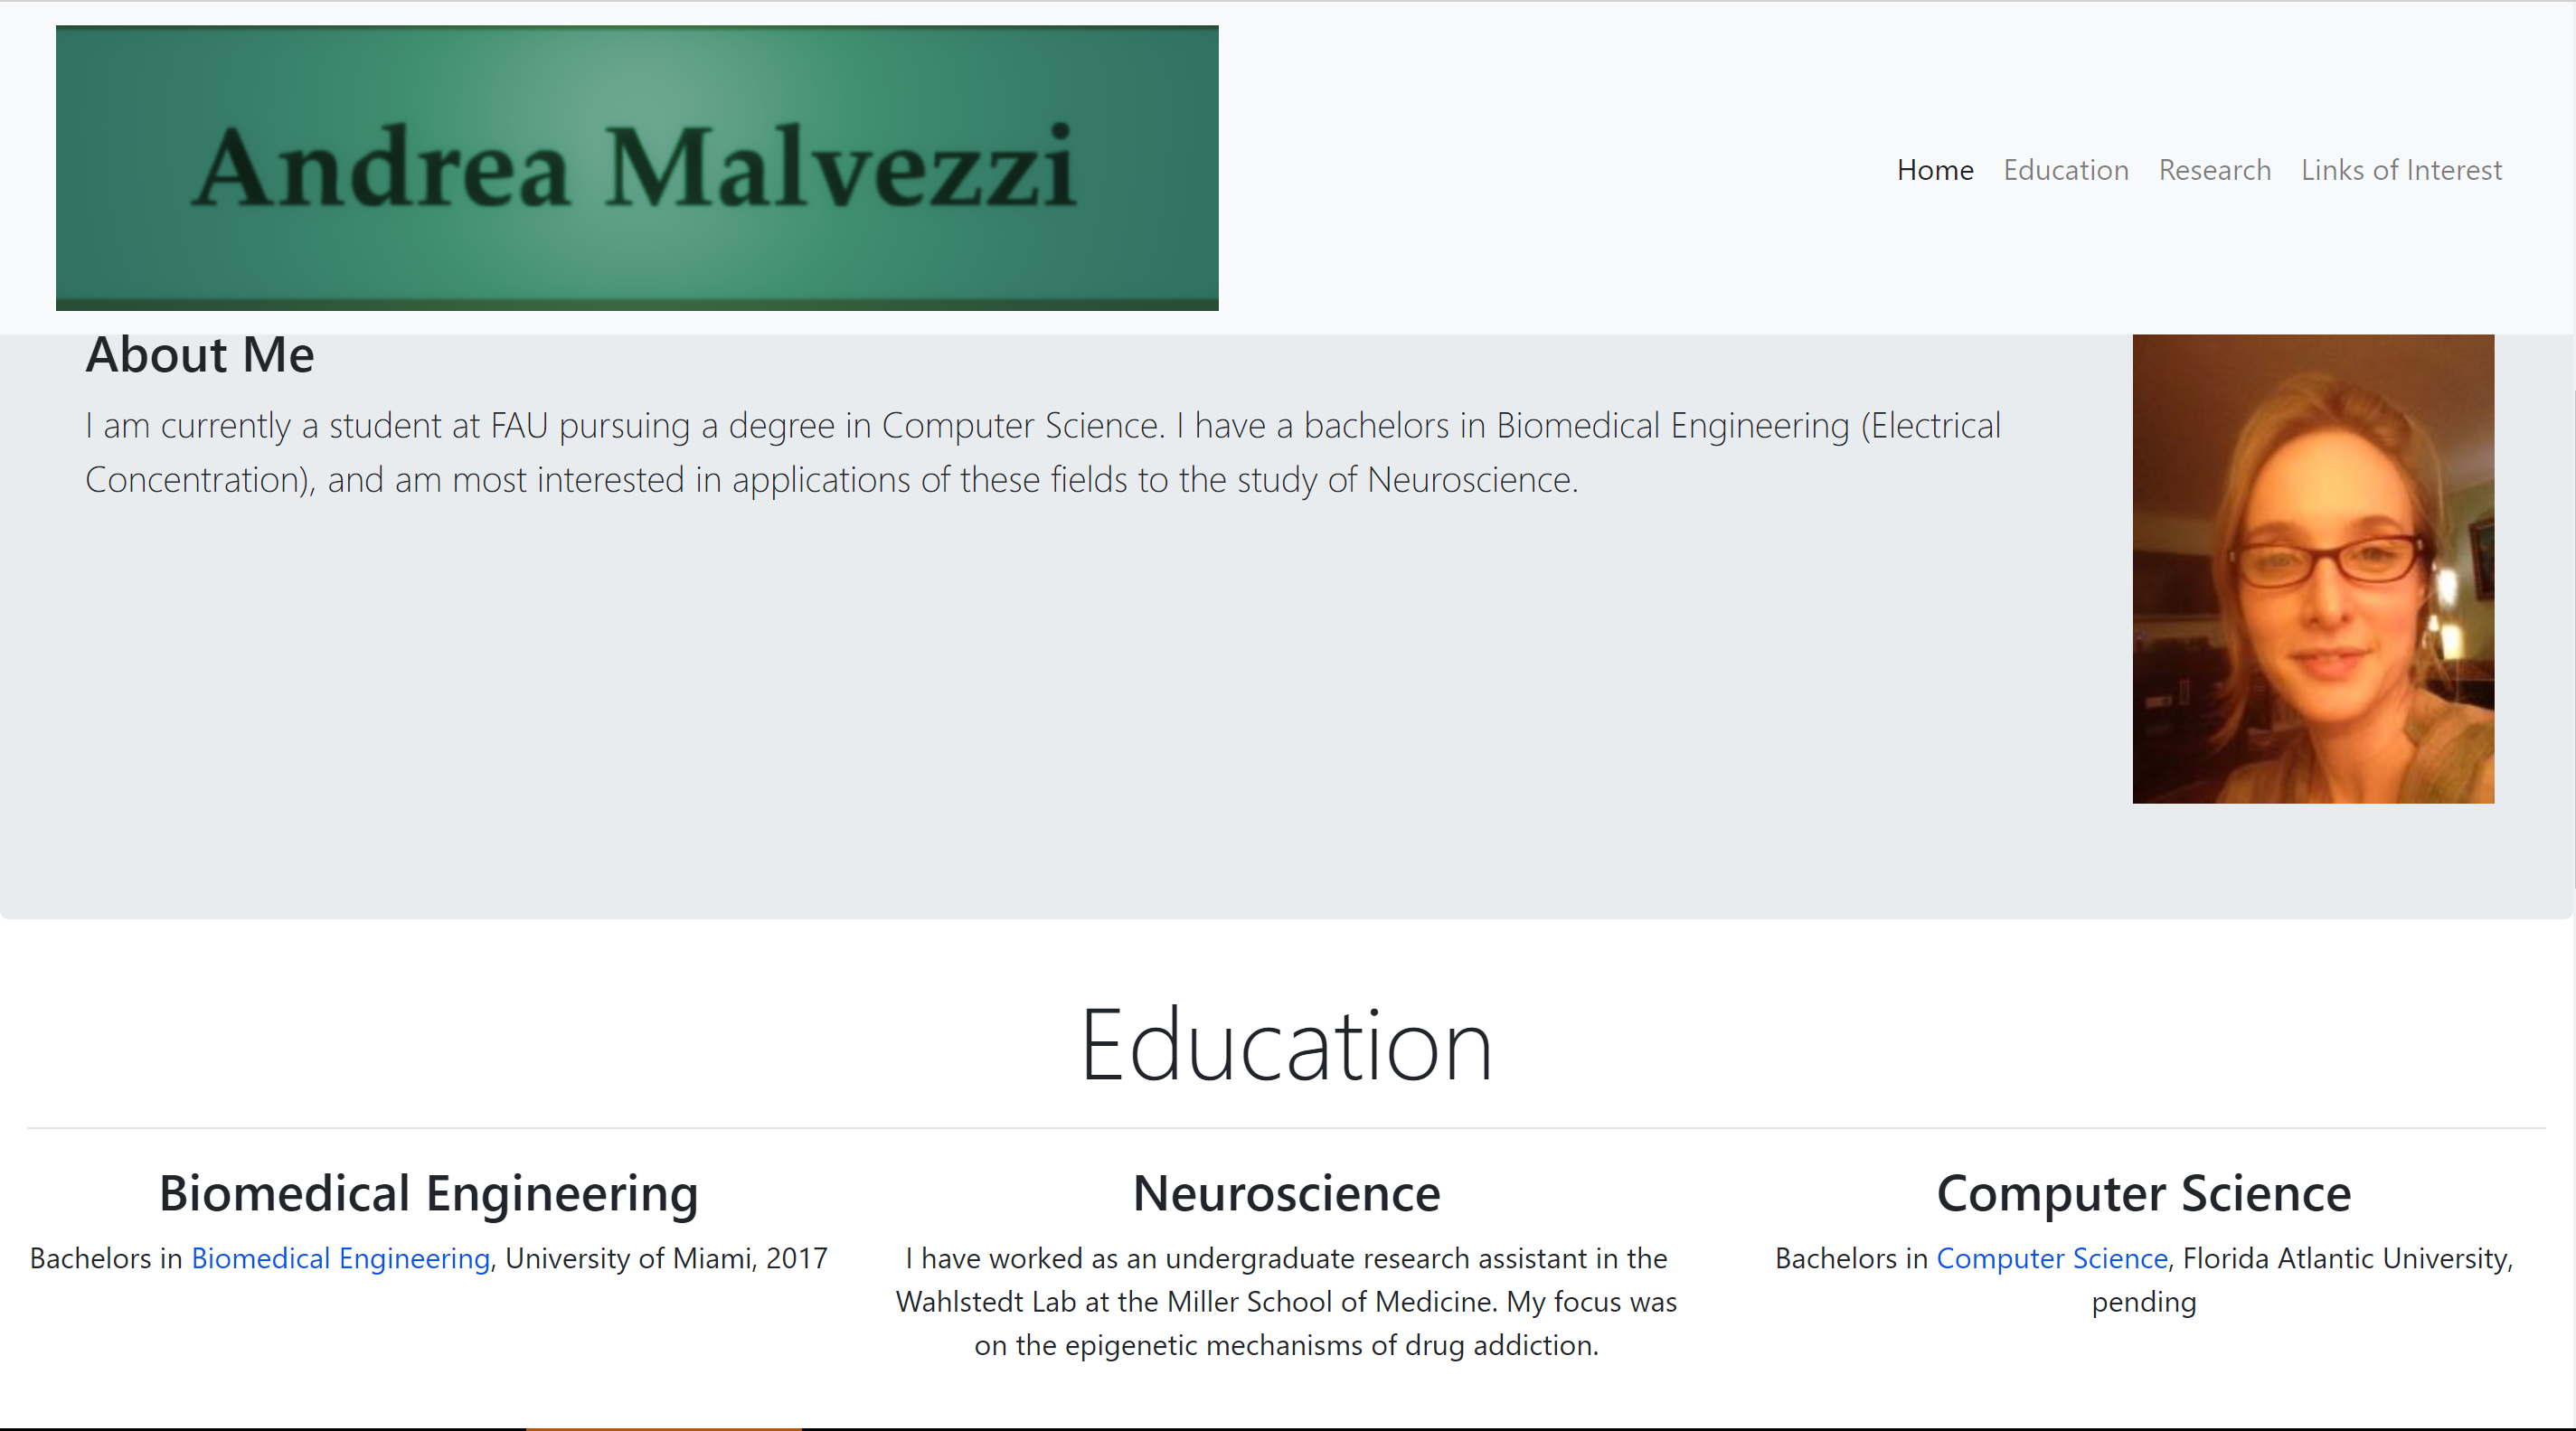 Andrea Malvezzi
Home Education Research Links of Interest
About Me
I am currently a student at FAU pursuing a degree in Computer Science. I have a bachelors in Biomedical Engineering (Electrical
Concentration), and am most interested in applications of these fields to the study of Neuroscience.
Education
Biomedical Engineering
Bachelors in Biomedical Engineering, University of Miami, 2017
Neuroscience
I have worked as an undergraduate research assistant in the
Wahlstedt Lab at the Miller School of Medicine. My focus was
on the epigenetic mechanisms of drug addiction.
Computer Science
Bachelors in Computer Science, Florida Atlantic University,
pending